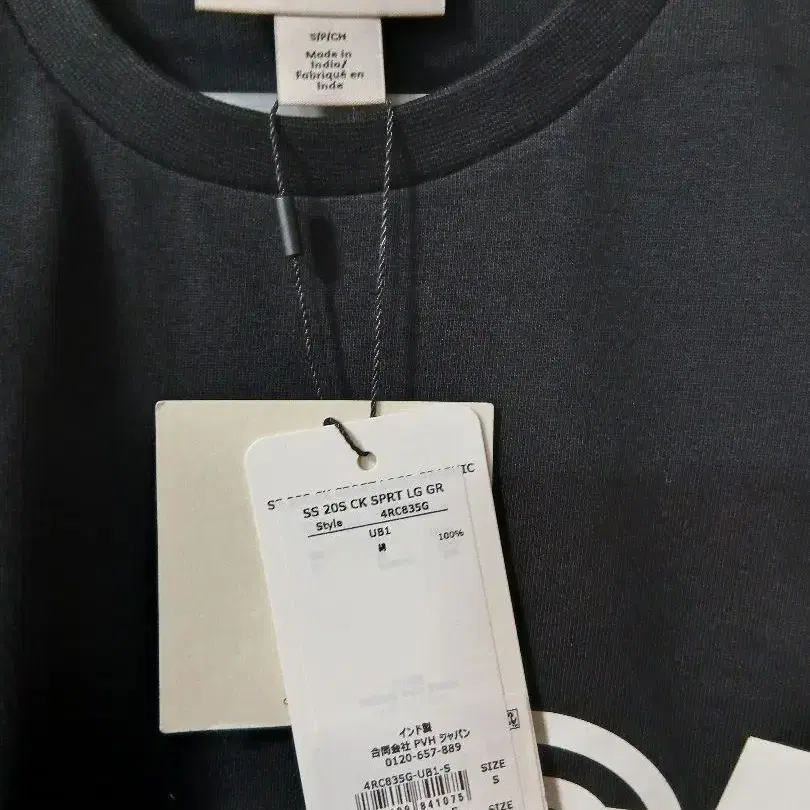 S/P/CH
Made in
India/
Fabriqué en
Inde
IC
SS 20S CK SPRT LG GR
Style 4RC835G
UB1
綿 100%
インド製
合同会社 PVH ジャパン
0120-657-889
4RC835G-UB1-S
SIZE
S
841075
SIZE